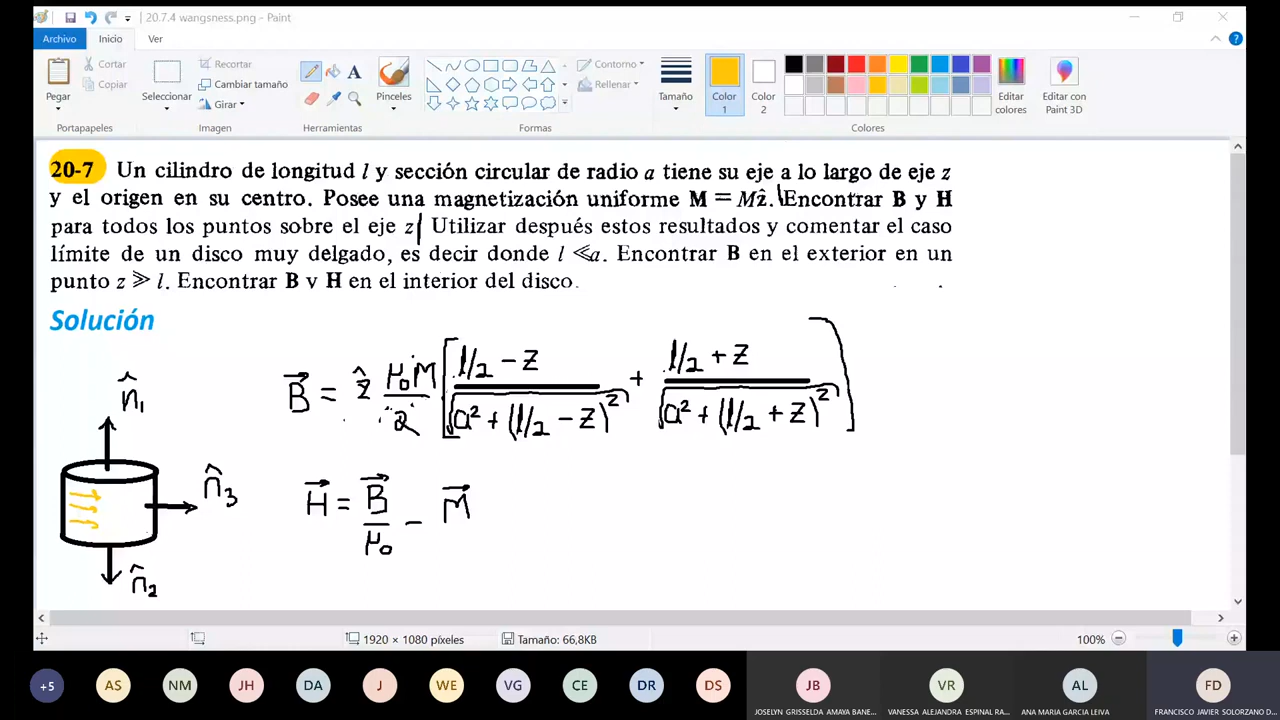 20.7.4 wangsness.png - Paint
Archivo Inicio Ver
Pegar
Cortar
Copiar
Portapapeles
Seleccionar
Recortar
Cambiar tamaño
Girar
Imagen
Herramientas
Pinceles
Contorno
Rellenar
Formas
Tamaño
Color 1
Color 2
Editar colores
Editar con Paint 3D
Colores
20-7 Un cilindro de longitud l y sección circular de radio a tiene su eje a lo largo de eje z
y el origen en su centro. Posee una magnetización uniforme M = Mẑ. Encontrar B y H
para todos los puntos sobre el eje z Utilizar después estos resultados y comentar el caso
límite de un disco muy delgado, es decir donde l ≪ a. Encontrar B en el exterior en un
punto z ≫ l. Encontrar B y H en el interior del disco.
Solución
B⃗ = ẑ μ₀M/2 [ (l/2 - z)/√(a² + (l/2 - z)²) + (l/2 + z)/√(a² + (l/2 + z)²) ]
n̂₁
n̂₃
H⃗ = B⃗/μ₀ - M⃗
n̂₂
1920 × 1080 píxeles Tamaño: 66,8KB 100%
+5 AS NM JH DA J WE VG CE DR DS JB VR AL FD
JOSELYN GRISSELDA AMAYA BANE... VANESSA ALEJANDRA ESPINAL RA... ANA MARIA GARCIA LEIVA FRANCISCO JAVIER SOLORZANO D...